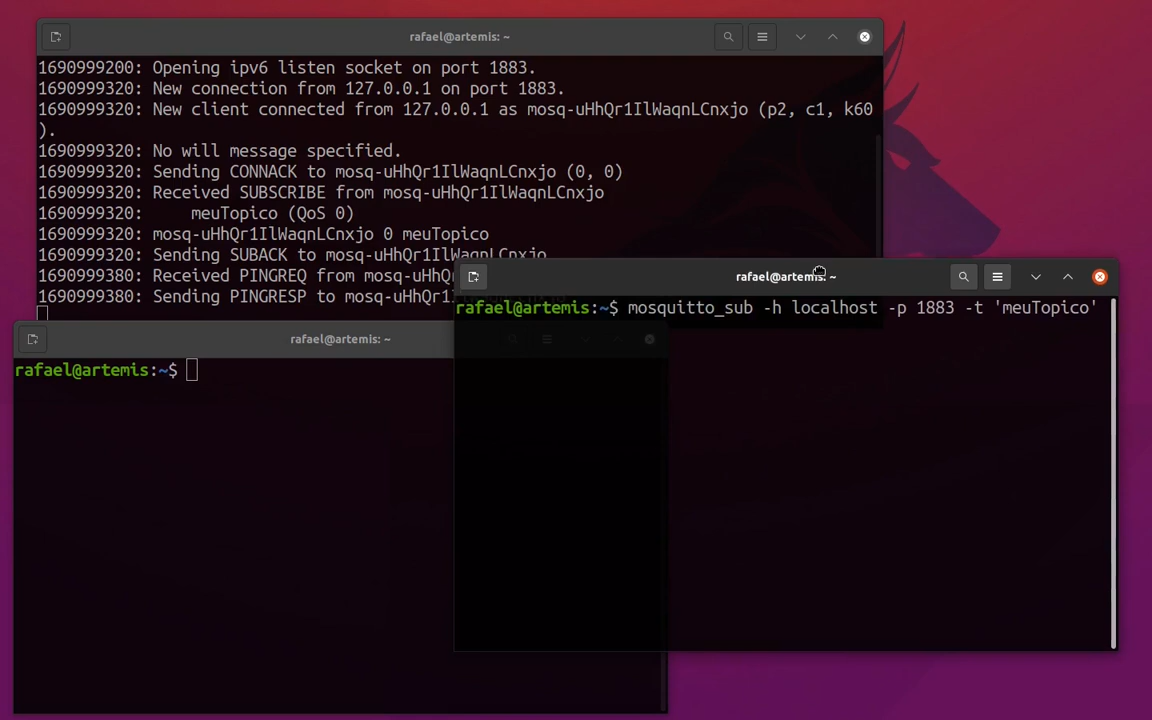 rafael@artemis: ~
1690999200: Opening ipv6 listen socket on port 1883.
1690999320: New connection from 127.0.0.1 on port 1883.
1690999320: New client connected from 127.0.0.1 as mosq-uHhQr1IlWaqnLCnxjo (p2, c1, k60
).
1690999320: No will message specified.
1690999320: Sending CONNACK to mosq-uHhQr1IlWaqnLCnxjo (0, 0)
1690999320: Received SUBSCRIBE from mosq-uHhQr1IlWaqnLCnxjo
1690999320:     meuTopico (QoS 0)
1690999320: mosq-uHhQr1IlWaqnLCnxjo 0 meuTopico
1690999320: Sending SUBACK to mosq-uHhQr1IlWaqnLCnxjo
1690999380: Received PINGREQ from mosq-uHhQ
1690999380: Sending PINGRESP to mosq-uHhQr1
rafael@artemis: ~
rafael@artemis:~$ mosquitto_sub -h localhost -p 1883 -t 'meuTopico'
rafael@artemis: ~
rafael@artemis:~$